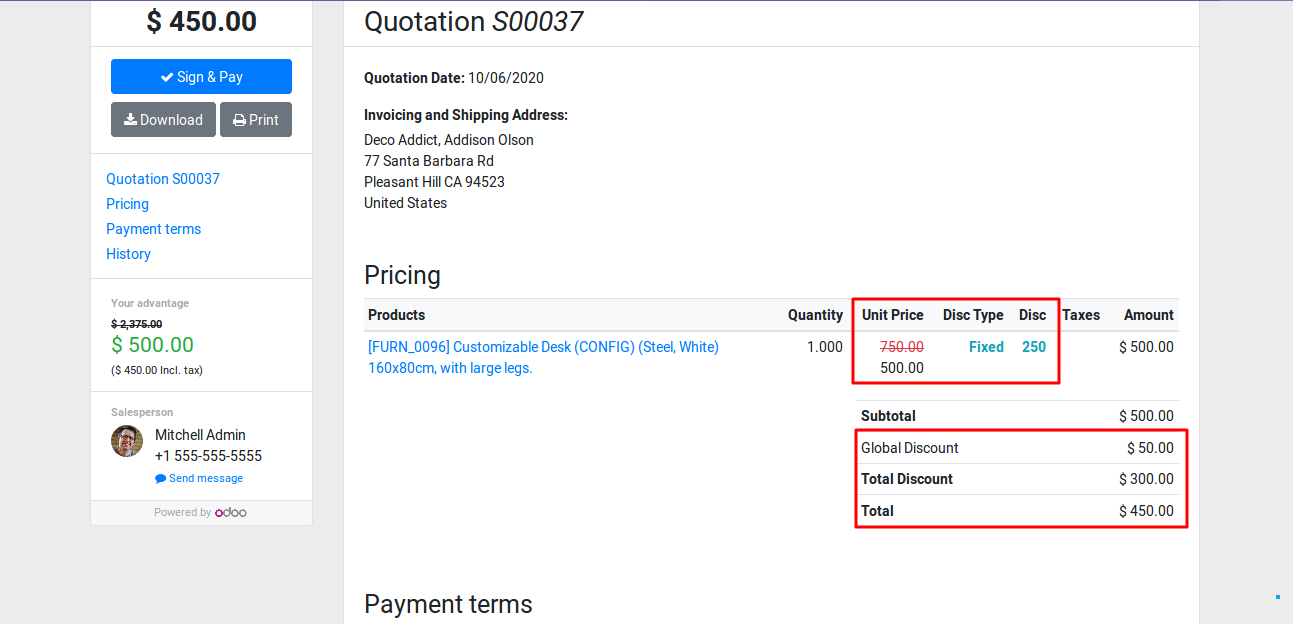 $ 450.00
Sign & Pay
Download
Print
Quotation S00037
Pricing
Payment terms
History
Your advantage
$ 2,375.00
$ 500.00
($ 450.00 Incl. tax)
Salesperson
Mitchell Admin
+1 555-555-5555
Send message
Powered by odoo
Quotation S00037
Quotation Date: 10/06/2020
Invoicing and Shipping Address:
Deco Addict, Addison Olson
77 Santa Barbara Rd
Pleasant Hill CA 94523
United States
Pricing
Products Quantity Unit Price Disc Type Disc Taxes Amount
[FURN_0096] Customizable Desk (CONFIG) (Steel, White) 1.000 750.00 Fixed 250 $ 500.00
160x80cm, with large legs. 500.00
Subtotal $ 500.00
Global Discount $ 50.00
Total Discount $ 300.00
Total $ 450.00
Payment terms